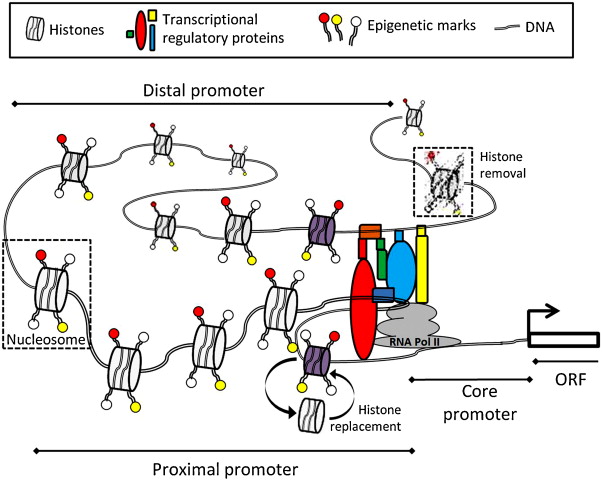 Histones
Transcriptional
regulatory proteins
Epigenetic marks
DNA
Distal promoter
Histone
removal
Nucleosome
RNA Pol II
Histone
replacement
Core
promoter
ORF
Proximal promoter